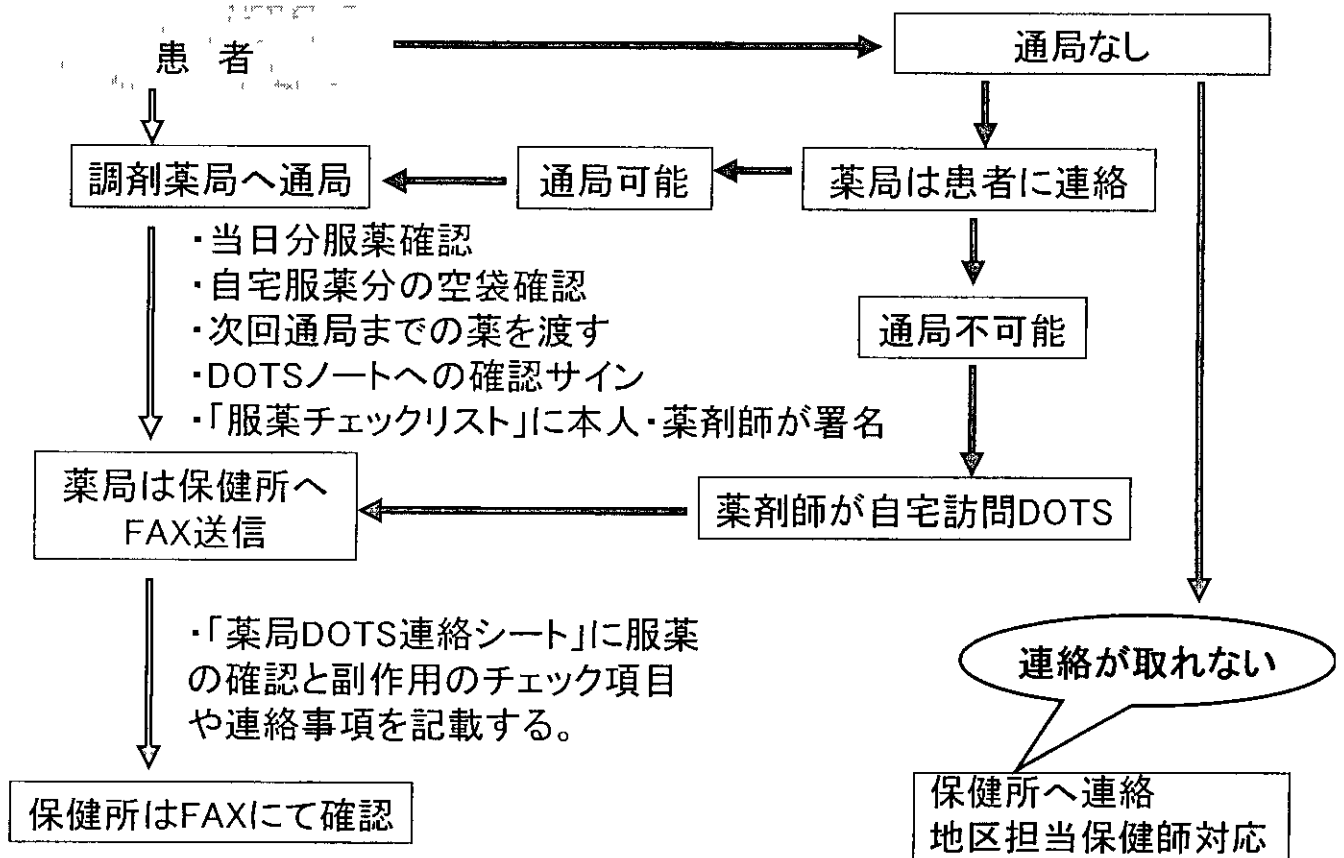 患者
通局なし
調剤薬局へ通局
通局可能
薬局は患者に連絡
・当日分服薬確認
・自宅服薬分の空袋確認
・次回通局までの薬を渡す
・DOTSノートへの確認サイン
・「服薬チェックリスト」に本人・薬剤師が署名
通局不可能
薬局は保健所へ
FAX送信
薬剤師が自宅訪問DOTS
・「薬局DOTS連絡シート」に服薬
の確認と副作用のチェック項目
や連絡事項を記載する。
連絡が取れない
保健所はFAXにて確認
保健所へ連絡
地区担当保健師対応